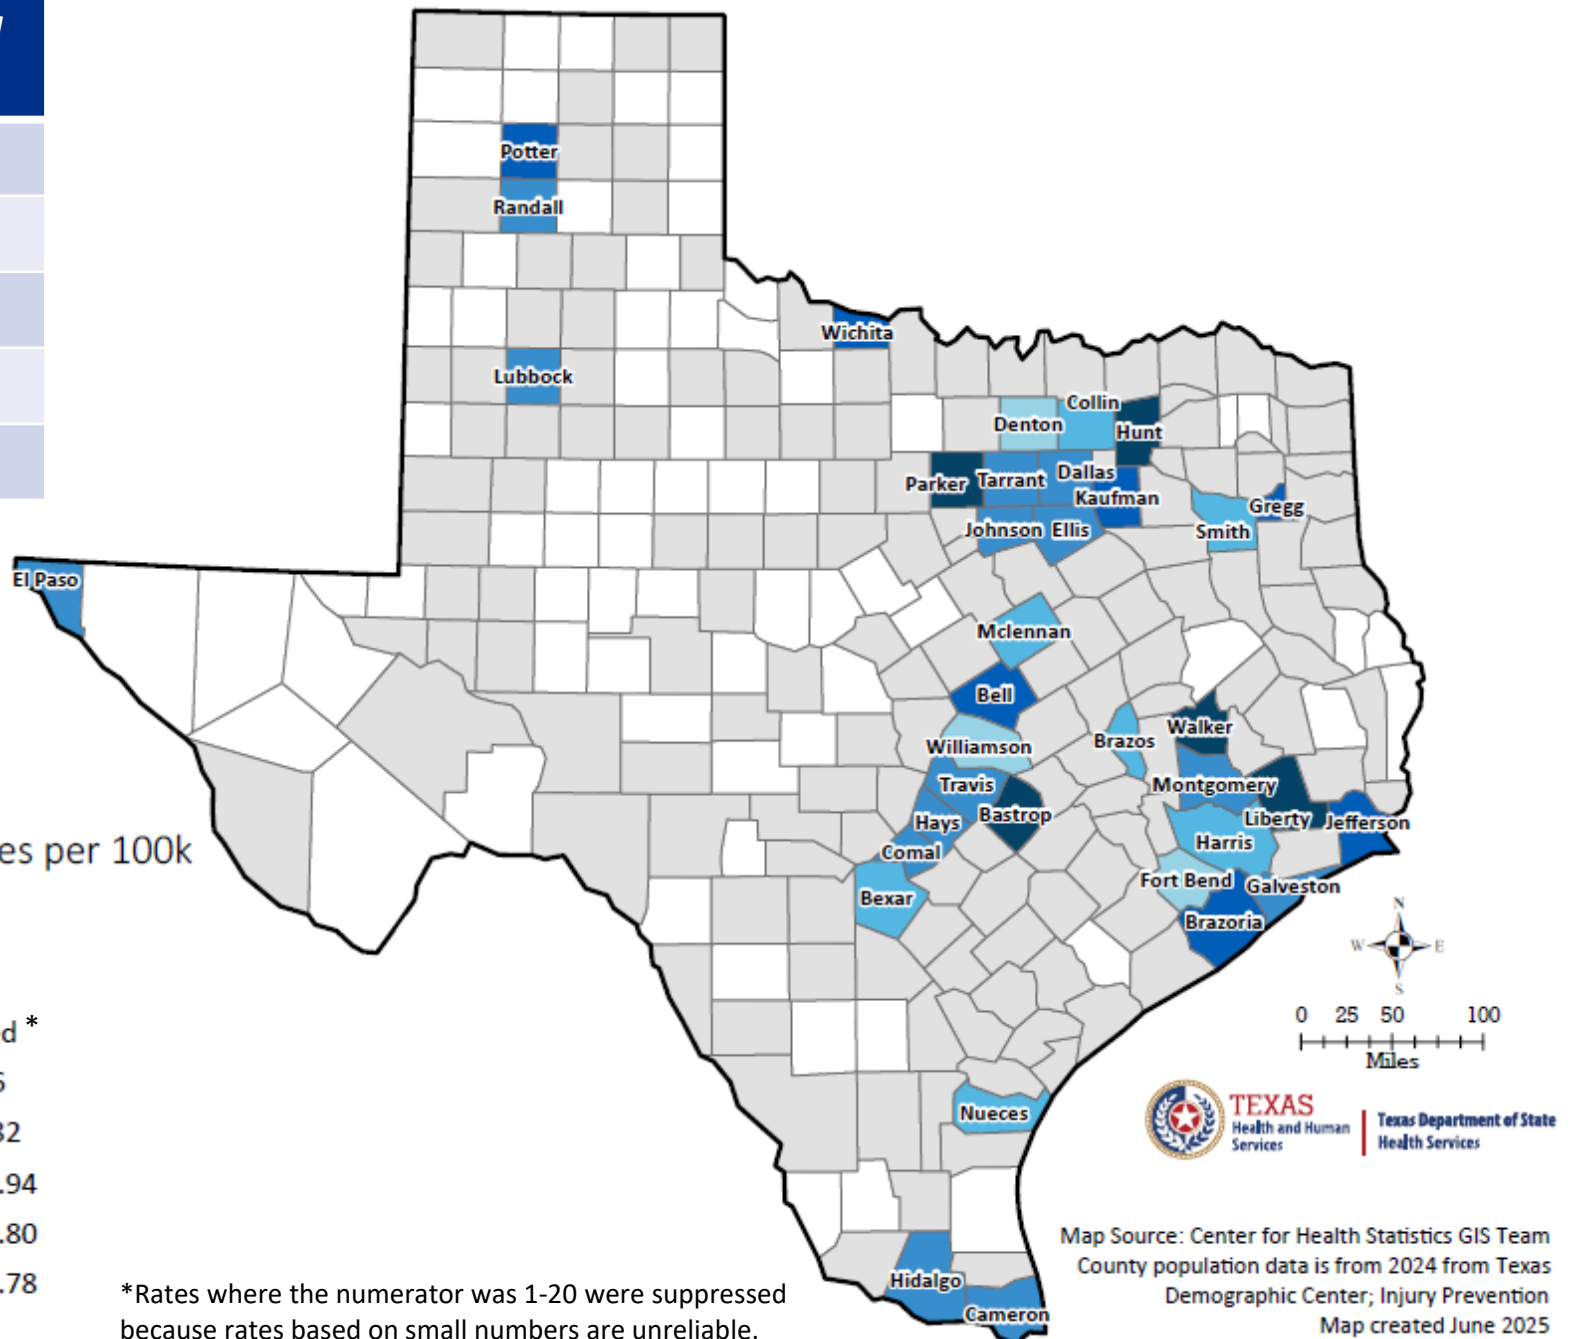 Potter
Randall
Wichita
Lubbock
Collin
Denton
Hunt
Dallas
Parker
Tarrant
Kaufman
Gregg
Johnson
Ellis
Smith
El Paso
Mclennan
Bell
Walker
Brazos
Williamson
Travis
Montgomery
Hays
Bastrop
Liberty
Jefferson
Harris
Comal
es per 100k
Fort Bend
Galveston
Bexar
Brazoria
N
W
E
S
d *
0 25 50 100
Miles
32
.94
.80
.78
Nueces
TEXAS
Health and Human
Services
Texas Department of State
Health Services
Hidalgo
Cameron
Map Source: Center for Health Statistics GIS Team
County population data is from 2024 from Texas
Demographic Center; Injury Prevention
Map created June 2025
*Rates where the numerator was 1-20 were suppressed
because rates based on small numbers are unreliable.